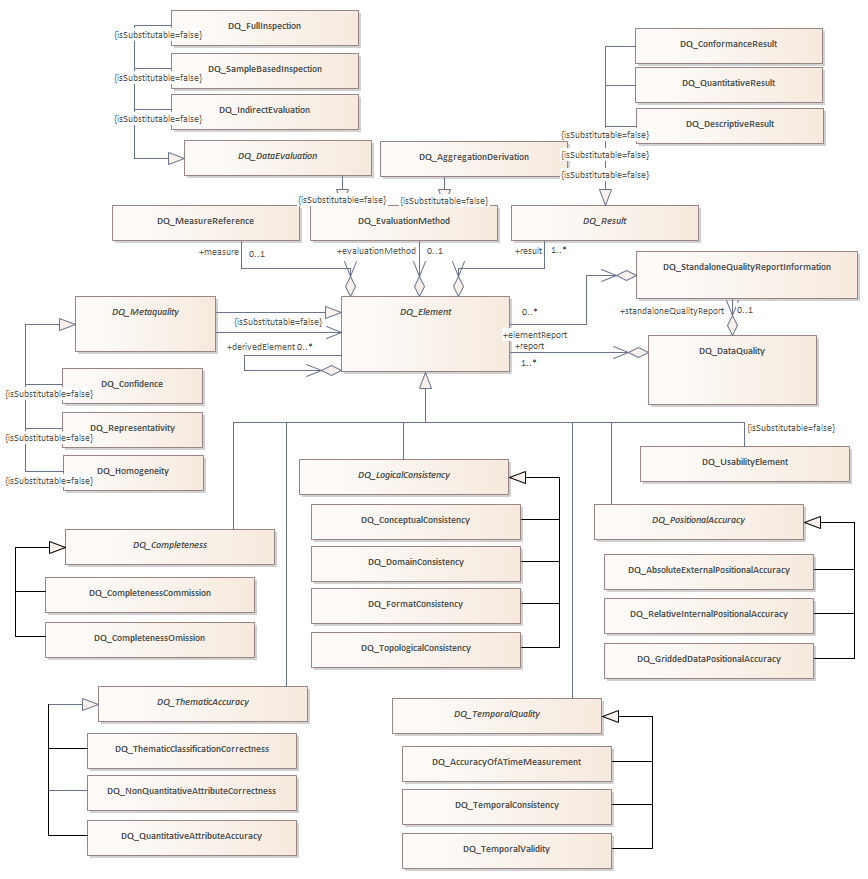 DQ_FullInspection
{isSubstitutable=false}
DQ_SampleBasedInspection
{isSubstitutable=false}
DQ_IndirectEvaluation
{isSubstitutable=false}
DQ_DataEvaluation
DQ_AggregationDerivation
DQ_ConformanceResult
DQ_QuantitativeResult
DQ_DescriptiveResult
{isSubstitutable=false}
{isSubstitutable=false}
{isSubstitutable=false}
{isSubstitutable=false}
{isSubstitutable=false}
DQ_MeasureReference
DQ_EvaluationMethod
DQ_Result
+measure
0..1
+evaluationMethod
0..1
+result
1..*
DQ_StandaloneQualityReportInformation
DQ_Metaquality
{isSubstitutable=false}
DQ_Element
0..*
+elementReport
+report
1..*
+standaloneQualityReport
0..1
DQ_DataQuality
+derivedElement 0..*
DQ_Confidence
{isSubstitutable=false}
DQ_Representativity
{isSubstitutable=false}
DQ_Homogeneity
{isSubstitutable=false}
{isSubstitutable=false}
DQ_UsabilityElement
DQ_LogicalConsistency
DQ_ConceptualConsistency
DQ_DomainConsistency
DQ_FormatConsistency
DQ_TopologicalConsistency
DQ_PositionalAccuracy
DQ_AbsoluteExternalPositionalAccuracy
DQ_RelativeInternalPositionalAccuracy
DQ_GriddedDataPositionalAccuracy
DQ_Completeness
DQ_CompletenessCommission
DQ_CompletenessOmission
DQ_ThematicAccuracy
DQ_ThematicClassificationCorrectness
DQ_NonQuantitativeAttributeCorrectness
DQ_QuantitativeAttributeAccuracy
DQ_TemporalQuality
DQ_AccuracyOfATimeMeasurement
DQ_TemporalConsistency
DQ_TemporalValidity